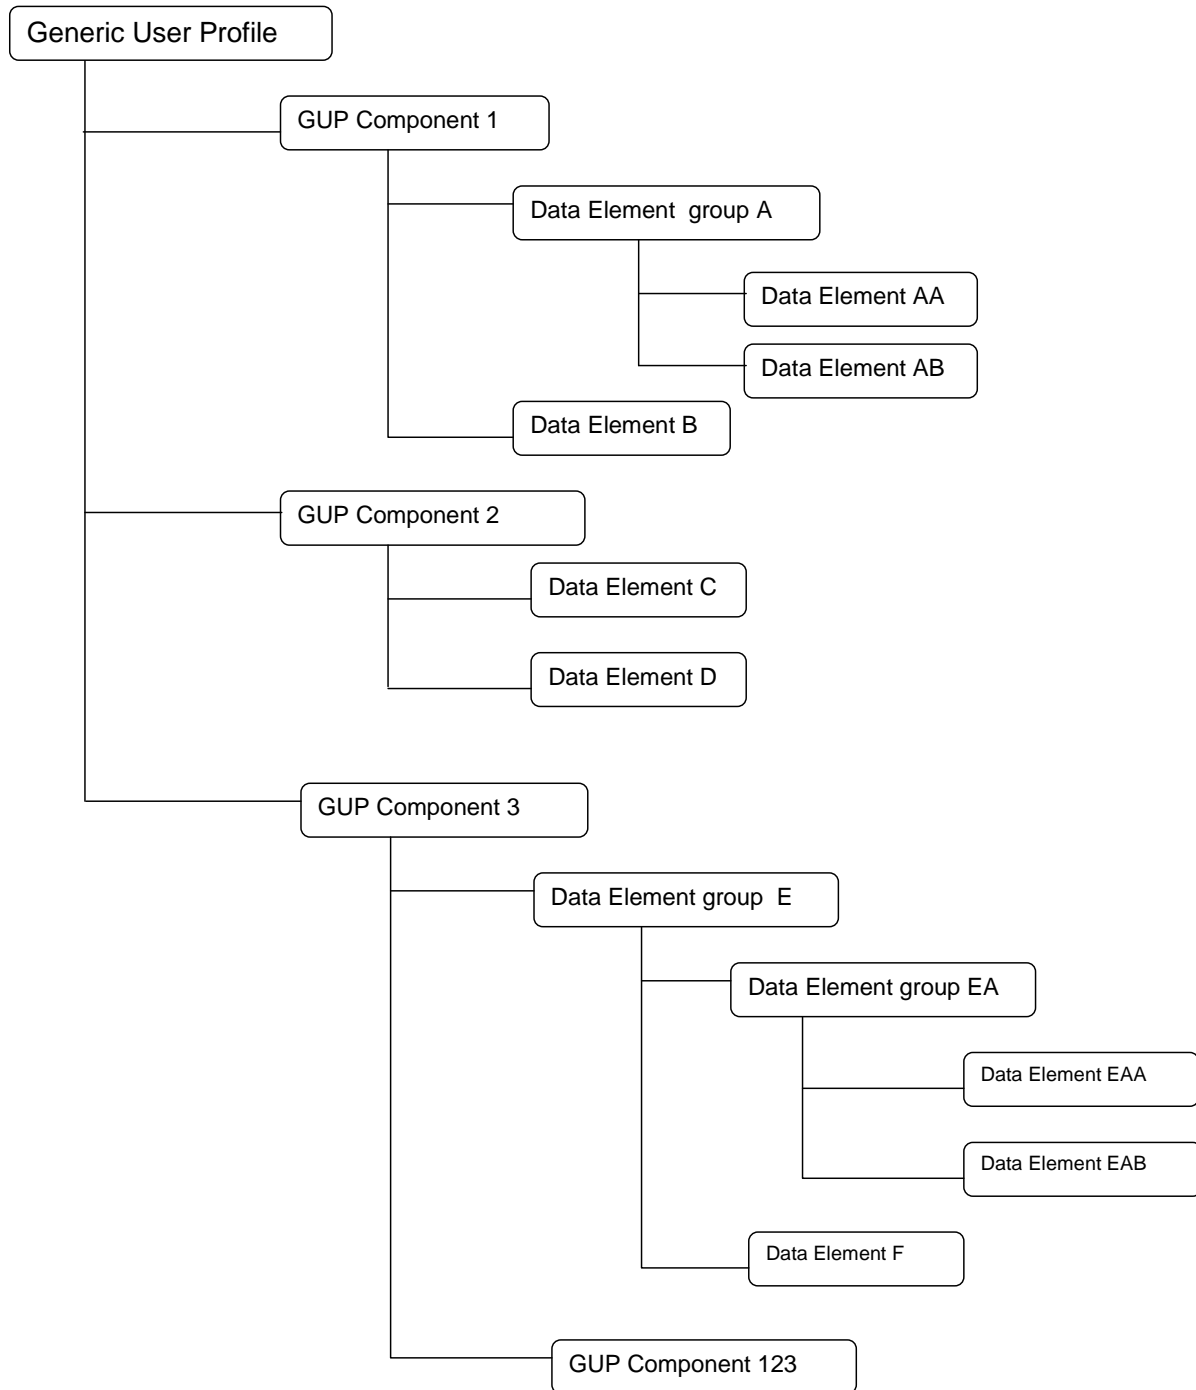 Generic User Profile
GUP Component 1
Data Element group A
Data Element AA
Data Element AB
Data Element B
GUP Component 2
Data Element C
Data Element D
GUP Component 3
Data Element group E
Data Element group EA
Data Element EAA
Data Element EAB
Data Element F
GUP Component 123